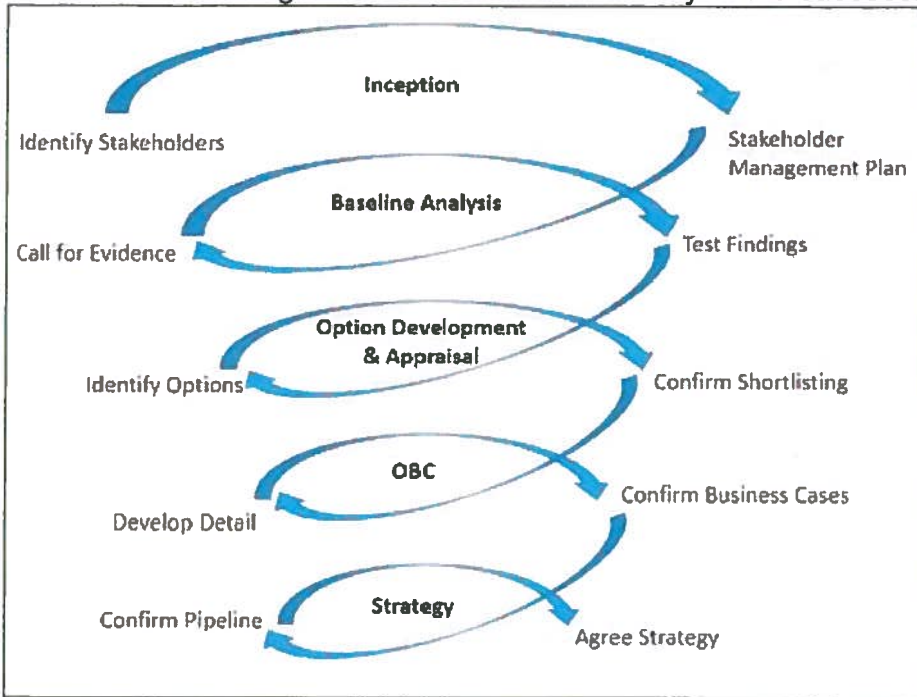 Inception
Identify Stakeholders
Stakeholder
Management Plan
Baseline Analysis
Call for Evidence
Test Findings
Option Development
& Appraisal
Identify Options
Confirm Shortlisting
OBC
Develop Detail
Confirm Business Cases
Confirm Pipeline
Strategy
Agree Strategy